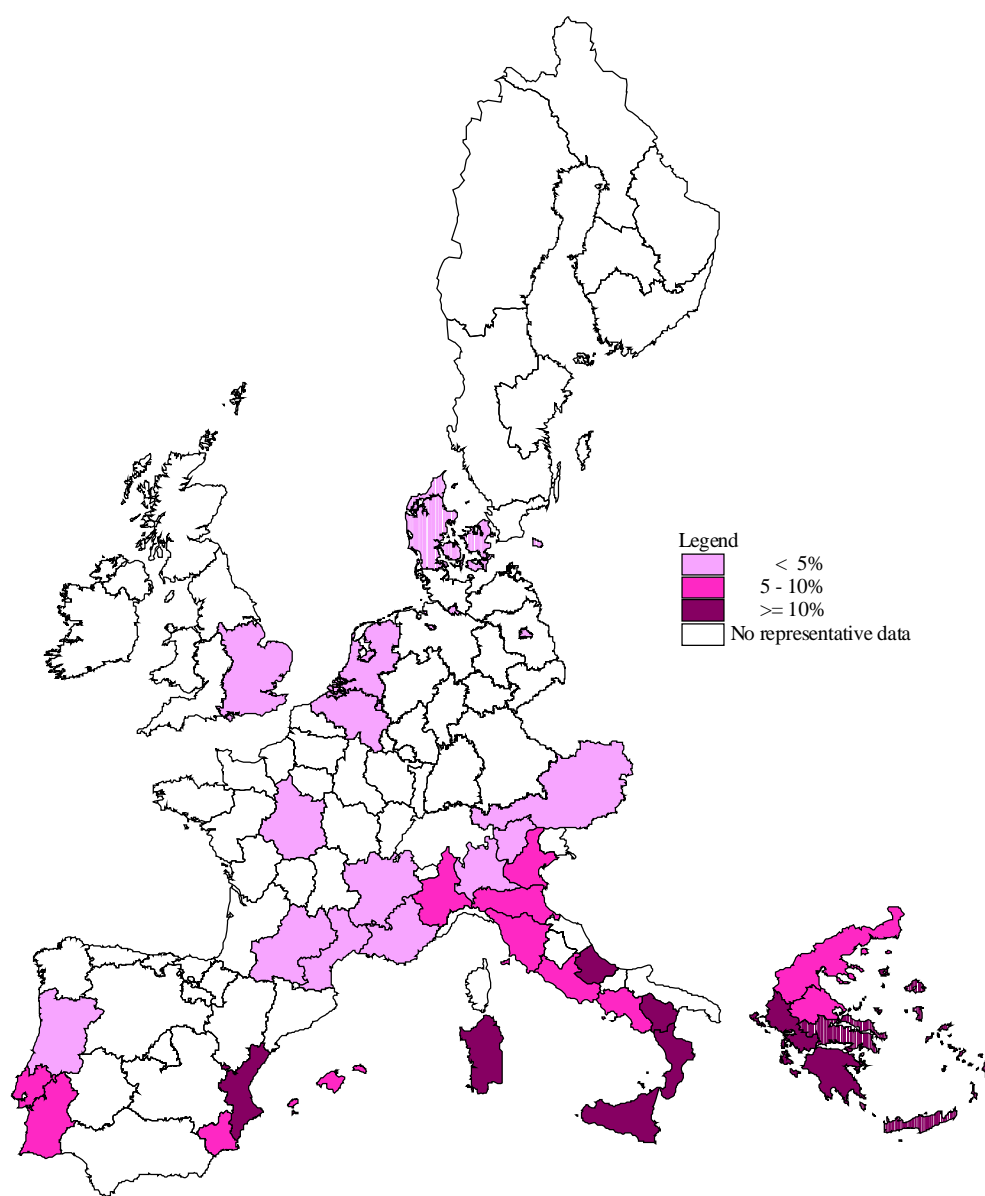 Legend
< 5%
5 - 10%
>= 10%
No representative data